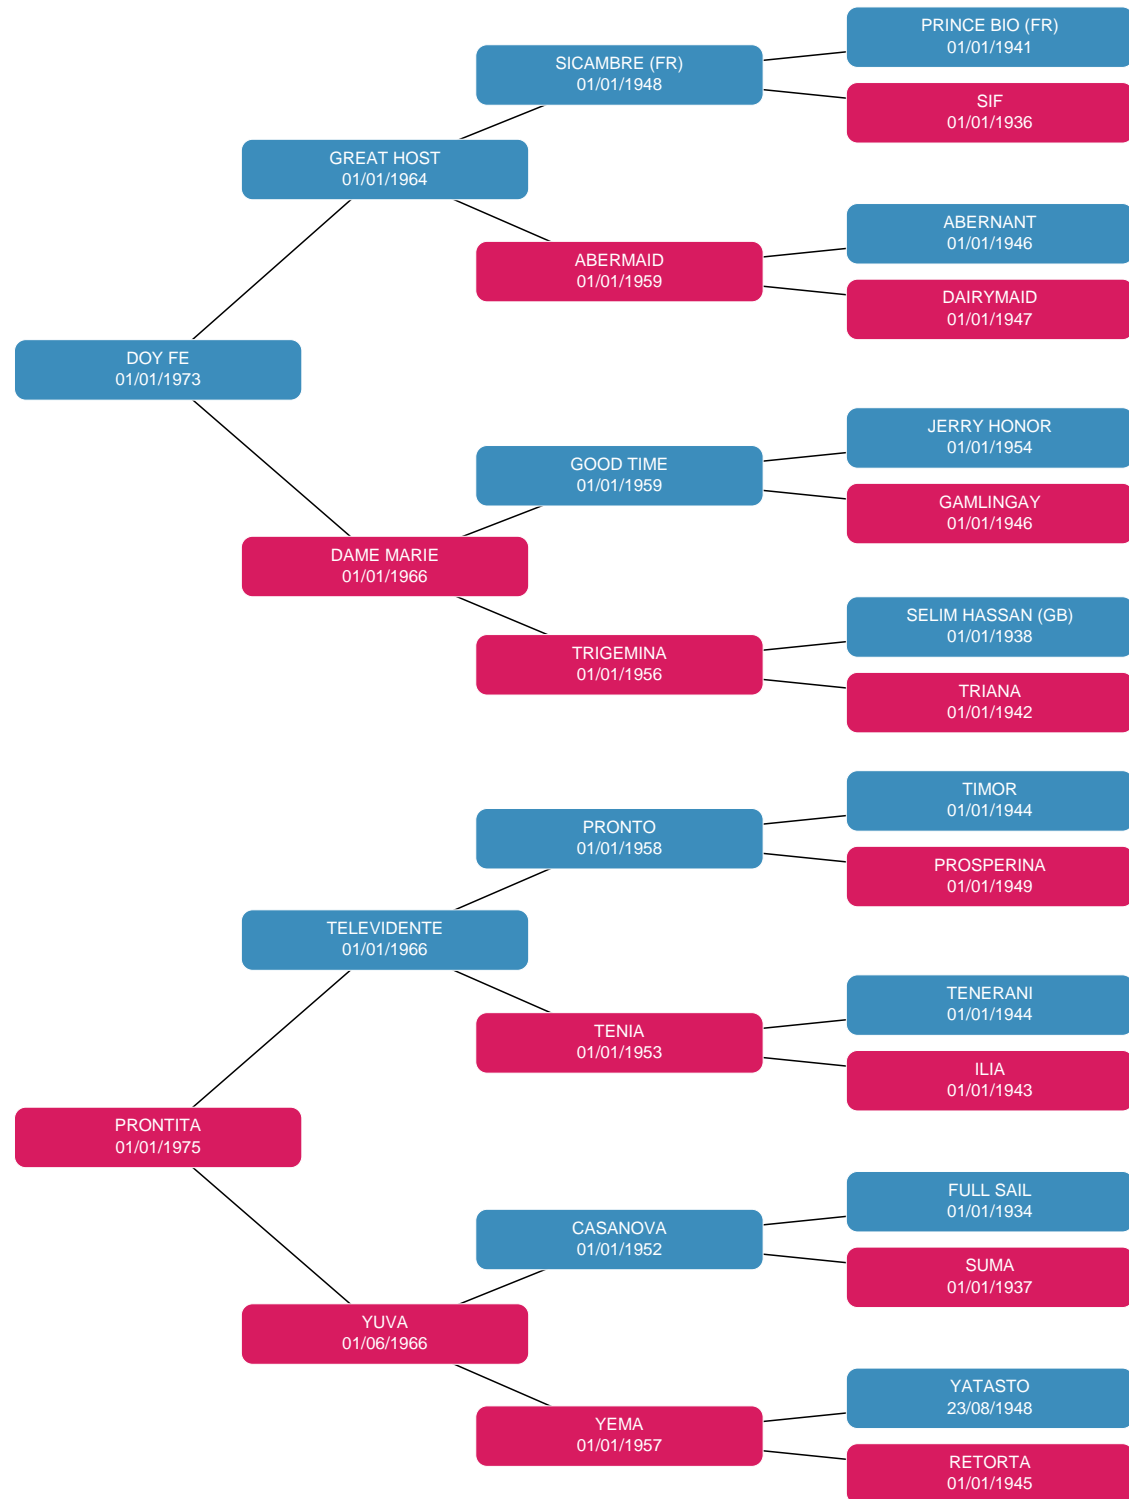 PRINCE BIO (FR)
01/01/1941
SICAMBRE (FR)
01/01/1948
SIF
01/01/1936
GREAT HOST
01/01/1964
ABERNANT
01/01/1946
ABERMAID
01/01/1959
DAIRYMAID
01/01/1947
DOY FE
01/01/1973
JERRY HONOR
01/01/1954
GOOD TIME
01/01/1959
GAMLINGAY
01/01/1946
DAME MARIE
01/01/1966
SELIM HASSAN (GB)
01/01/1938
TRIGEMINA
01/01/1956
TRIANA
01/01/1942
TIMOR
01/01/1944
PRONTO
01/01/1958
PROSPERINA
01/01/1949
TELEVIDENTE
01/01/1966
TENERANI
01/01/1944
TENIA
01/01/1953
ILIA
01/01/1943
PRONTITA
01/01/1975
FULL SAIL
01/01/1934
CASANOVA
01/01/1952
SUMA
01/01/1937
YUVA
01/06/1966
YATASTO
23/08/1948
YEMA
01/01/1957
RETORTA
01/01/1945